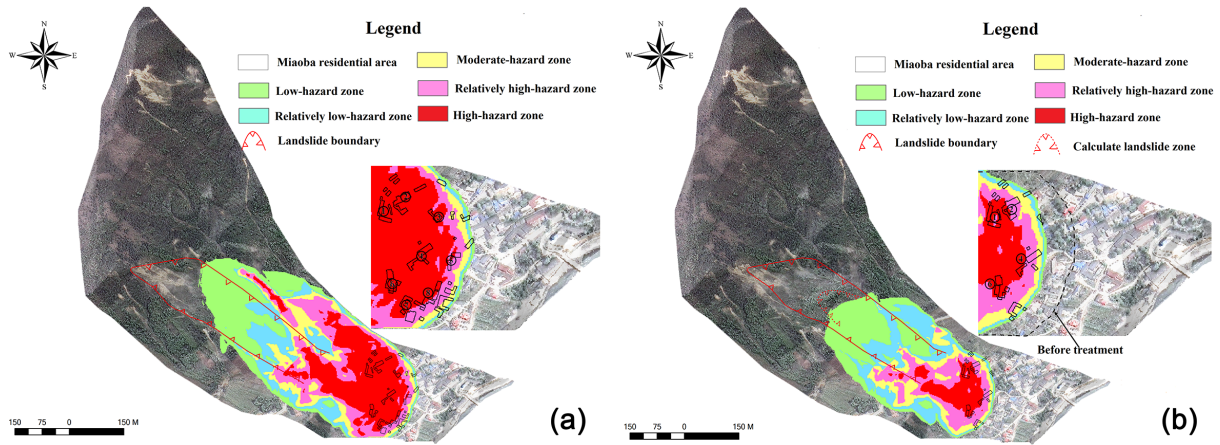 N
W E
S
Legend
Miaoba residential area
Moderate-hazard zone
Low-hazard zone
Relatively high-hazard zone
Relatively low-hazard zone
High-hazard zone
Landslide boundary
150 75 0 150 M
(a)
N
W E
S
Legend
Miaoba residential area
Moderate-hazard zone
Low-hazard zone
Relatively high-hazard zone
Relatively low-hazard zone
High-hazard zone
Landslide boundary
Calculate landslide zone
Before treatment
150 75 0 150 M
(b)